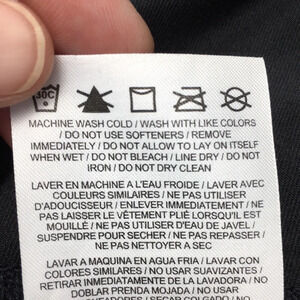 30C
MACHINE WASH COLD / WASH WITH LIKE COLORS
/ DO NOT USE SOFTENERS / REMOVE
IMMEDIATELY / DO NOT ALLOW TO LAY ON ITSELF
WHEN WET / DO NOT BLEACH / LINE DRY / DO NOT
IRON / DO NOT DRY CLEAN
LAVER EN MACHINE A L'EAU FROIDE / LAVER AVEC
COULEURS SIMILAIRES / NE PAS UTILISER
D'ADOUCISSEUR / ENLEVER IMMEDIATEMENT / NE
PAS LAISSER LE VÊTEMENT PLIÉ LORSQU'IL EST
MOUILLÉ / NE PAS UTILISER D'EAU DE JAVEL /
SUSPENDRE POUR SECHER / NE PAS REPASSER /
NE PAS NETTOYER A SEC
LAVAR A MAQUINA EN AGUA FRIA / LAVAR CON
COLORES SIMILARES / NO USAR SUAVIZANTES /
RETIRAR INMEDIATAMENTE DE LA LAVADORA / NO
DOBLAR PRENDA MOJADA / NO USAR